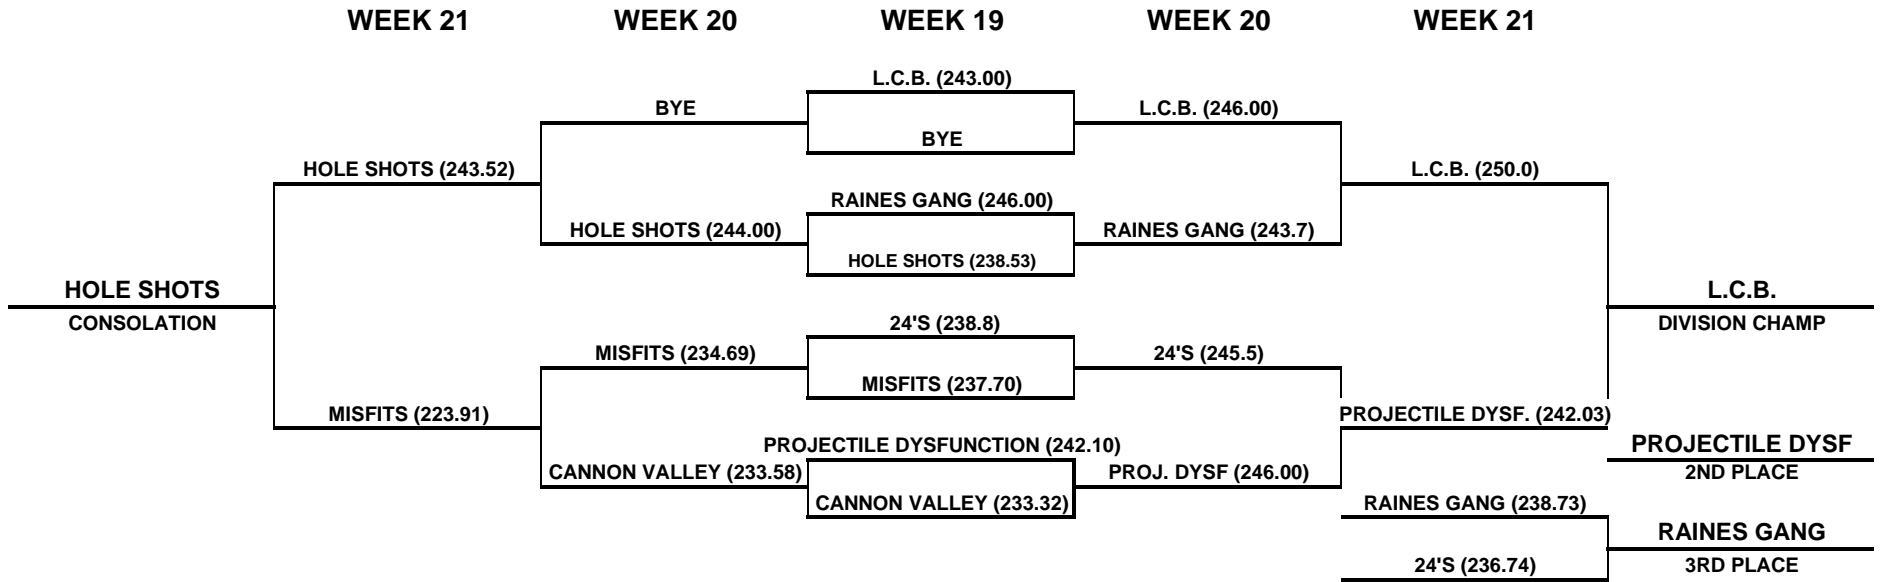 WEEK 21 WEEK 20 WEEK 19 WEEK 20 WEEK 21
L.C.B. (243.00)
BYE L.C.B. (246.00)
BYE
HOLE SHOTS (243.52) L.C.B. (250.0)
RAINES GANG (246.00)
HOLE SHOTS (244.00) RAINES GANG (243.7)
HOLE SHOTS (238.53)
HOLE SHOTS L.C.B.
CONSOLATION 24'S (238.8) DIVISION CHAMP
MISFITS (234.69) 24'S (245.5)
MISFITS (237.70)
MISFITS (223.91) PROJECTILE DYSF. (242.03)
PROJECTILE DYSFUNCTION (242.10) PROJECTILE DYSF
CANNON VALLEY (233.58) PROJ. DYSF (246.00) 2ND PLACE
CANNON VALLEY (233.32) RAINES GANG (238.73)
RAINES GANG
24'S (236.74) 3RD PLACE